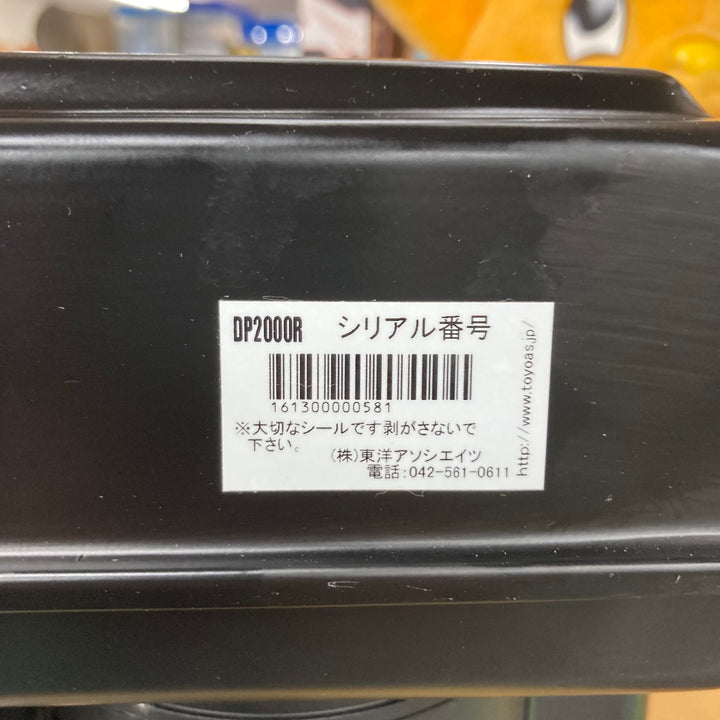 DP2000R シリアル番号
161300000581
※大切なシールです剥がさないで
下さい。
(株)東洋アソシエイツ
電話:042-561-0611
http://www.toyoas.jp/